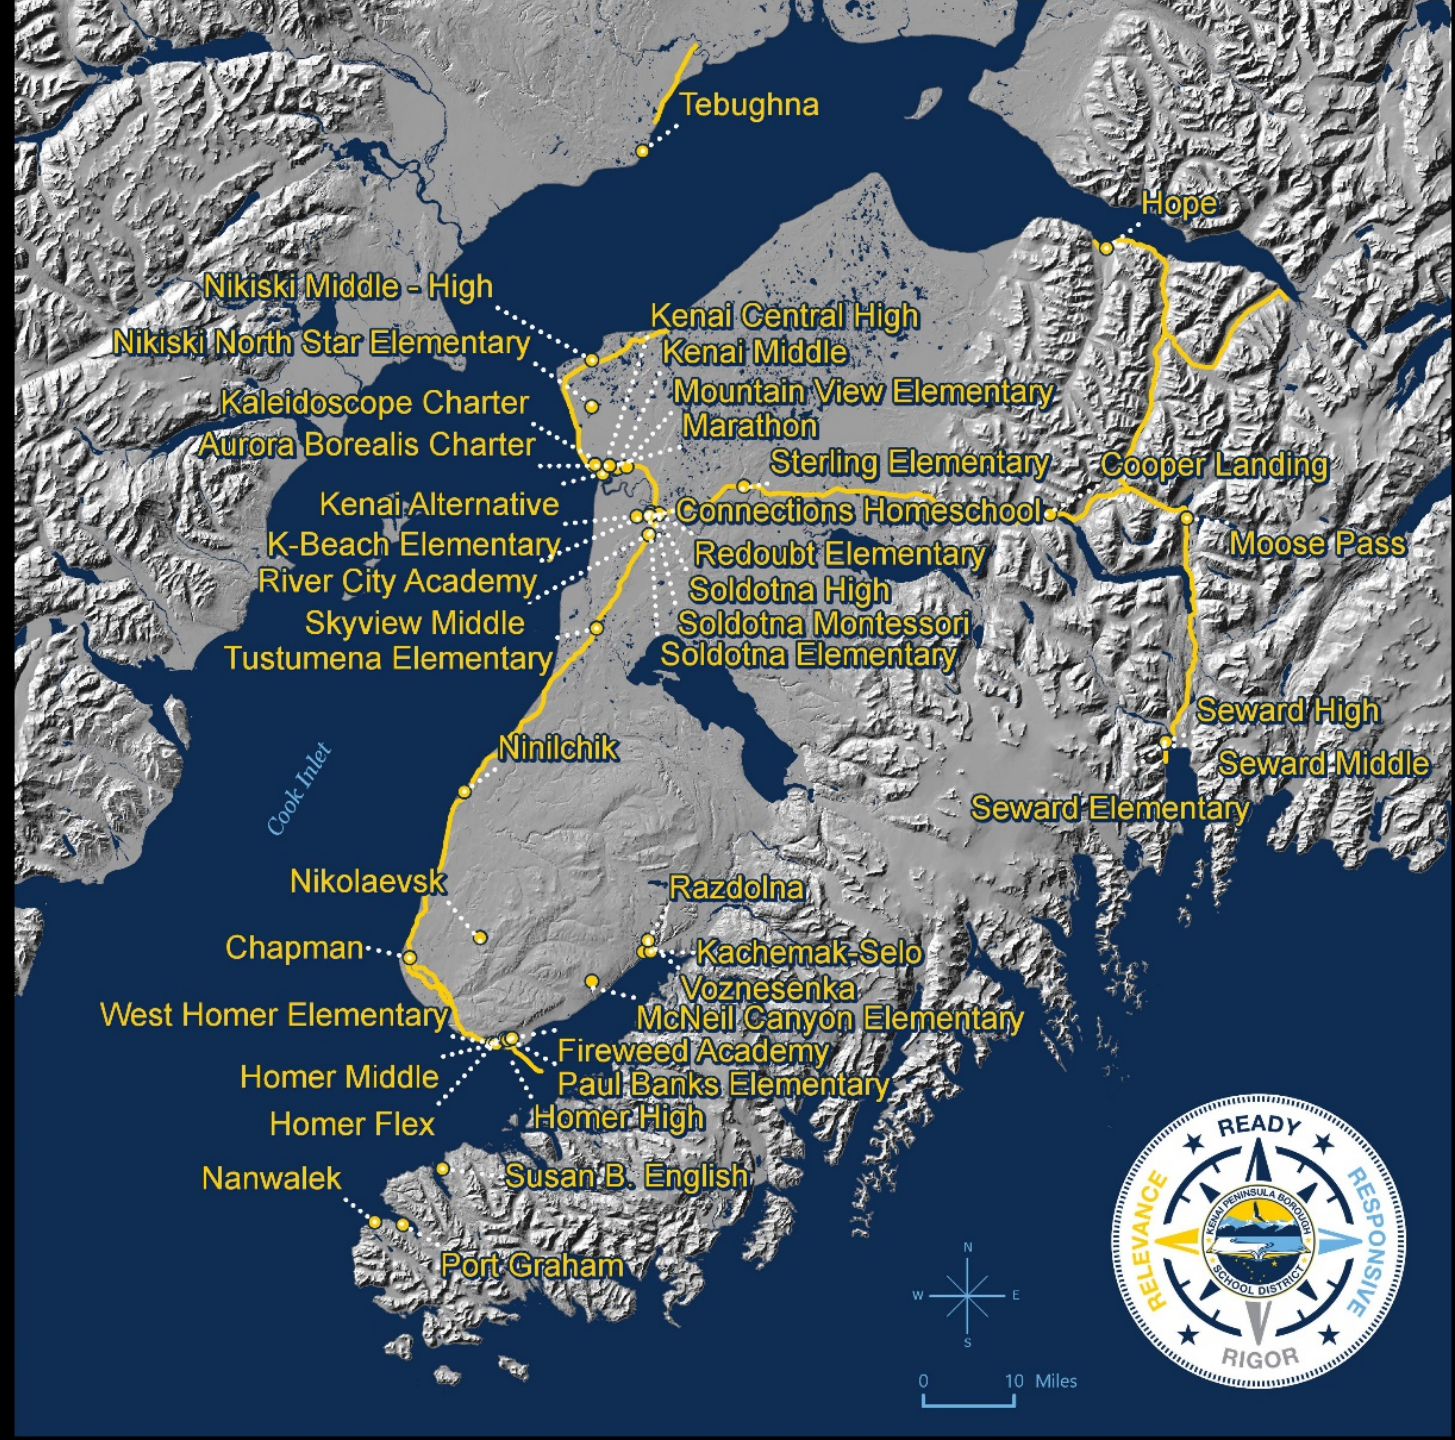 Tebughna
Hope
Nikiski Middle - High
Kenai Central High
Nikiski North Star Elementary
Kenai Middle
Mountain View Elementary
Kaleidoscope Charter
Marathon
Aurora Borealis Charter
Sterling Elementary
Cooper Landing
Kenai Alternative
Connections Homeschool
K-Beach Elementary
Moose Pass
Redoubt Elementary
River City Academy
Soldotna High
Skyview Middle
Soldotna Montessori
Tustumena Elementary
Soldotna Elementary
Seward High
Ninilchik
Seward Middle
Cook Inlet
Seward Elementary
Nikolaevsk
Razdolna
Chapman
Kachemak-Selo
Voznesenka
West Homer Elementary
McNeil Canyon Elementary
Fireweed Academy
Homer Middle
Paul Banks Elementary
Homer High
Homer Flex
Nanwalek
Susan B. English
Port Graham
READY
RELEVANCE
RESPONSIVE
KENAI PENINSULA BOROUGH
SCHOOL DISTRICT
RIGOR
N
W E
S
0 10 Miles